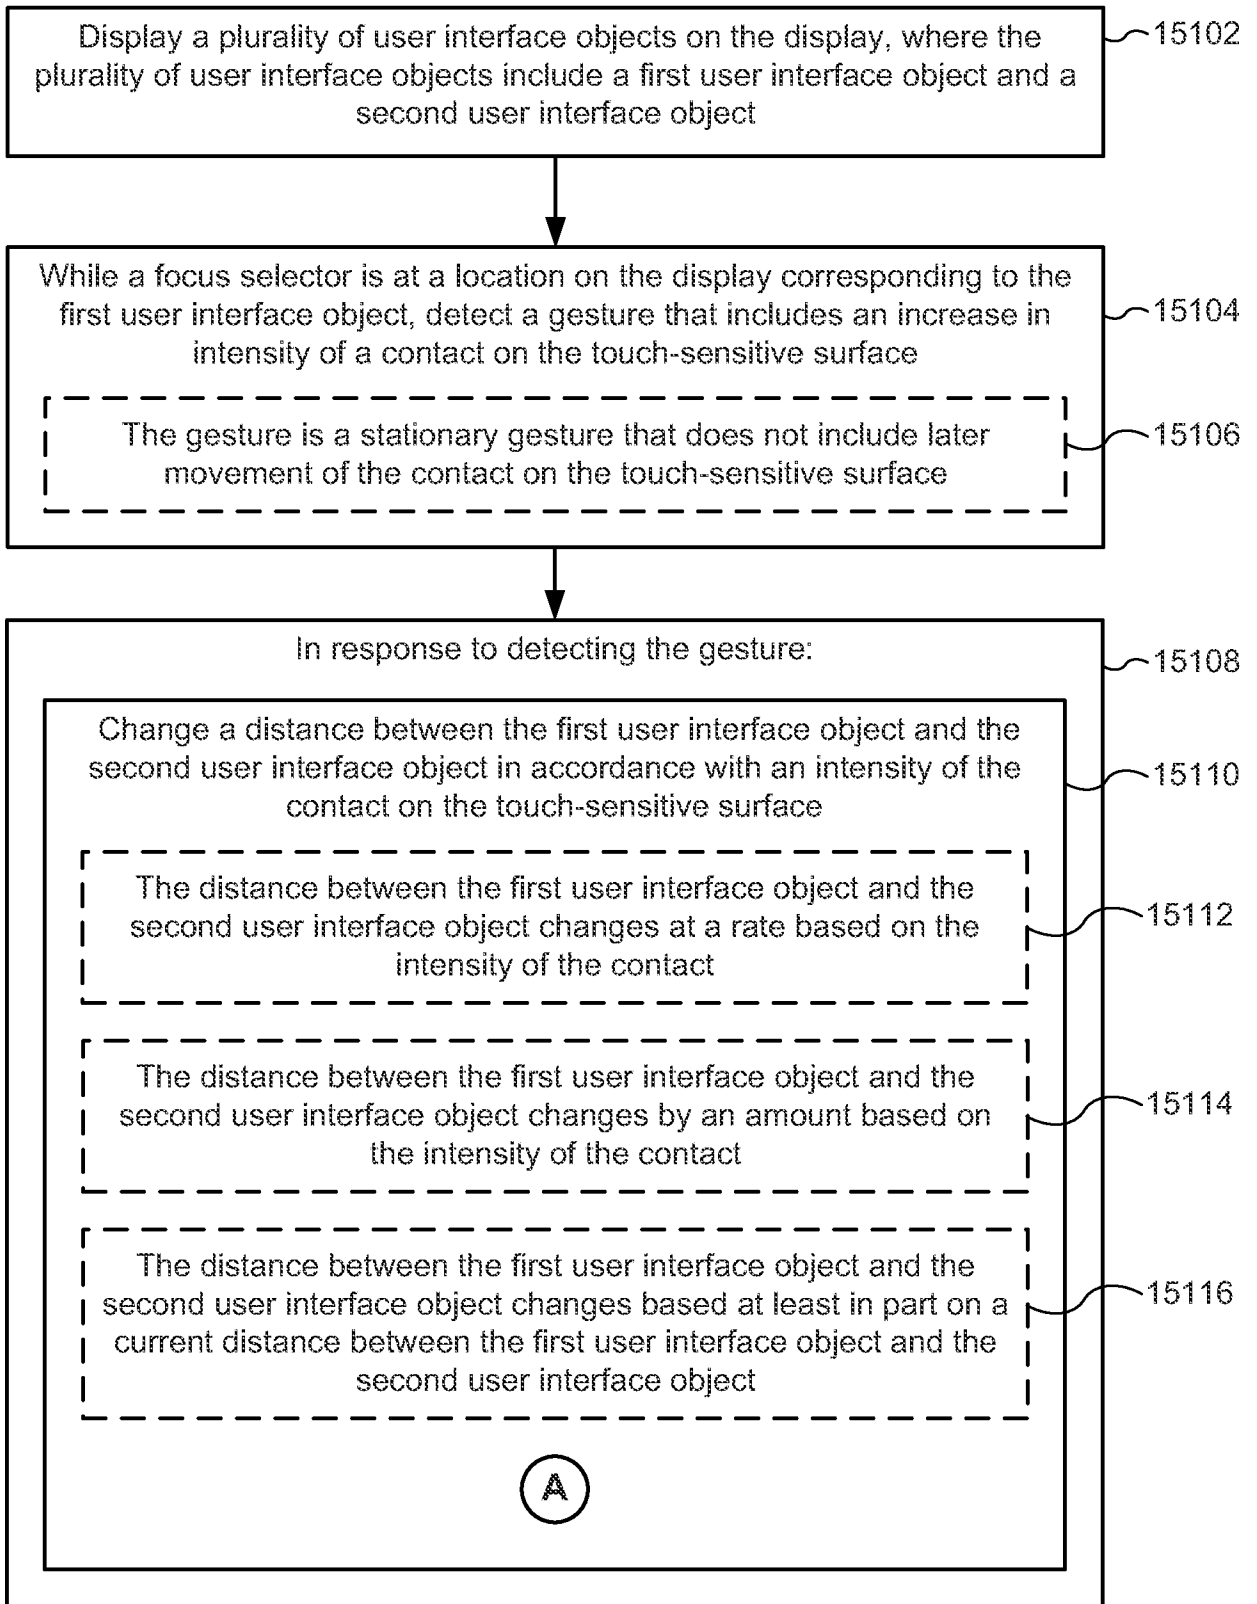 Display a plurality of user interface objects on the display, where the
plurality of user interface objects include a first user interface object and a
second user interface object
15102
While a focus selector is at a location on the display corresponding to the
first user interface object, detect a gesture that includes an increase in
intensity of a contact on the touch-sensitive surface
15104
The gesture is a stationary gesture that does not include later
movement of the contact on the touch-sensitive surface
15106
In response to detecting the gesture:
15108
Change a distance between the first user interface object and the
second user interface object in accordance with an intensity of the
contact on the touch-sensitive surface
15110
The distance between the first user interface object and the
second user interface object changes at a rate based on the
intensity of the contact
15112
The distance between the first user interface object and the
second user interface object changes by an amount based on
the intensity of the contact
15114
The distance between the first user interface object and the
second user interface object changes based at least in part on a
current distance between the first user interface object and the
second user interface object
15116
A